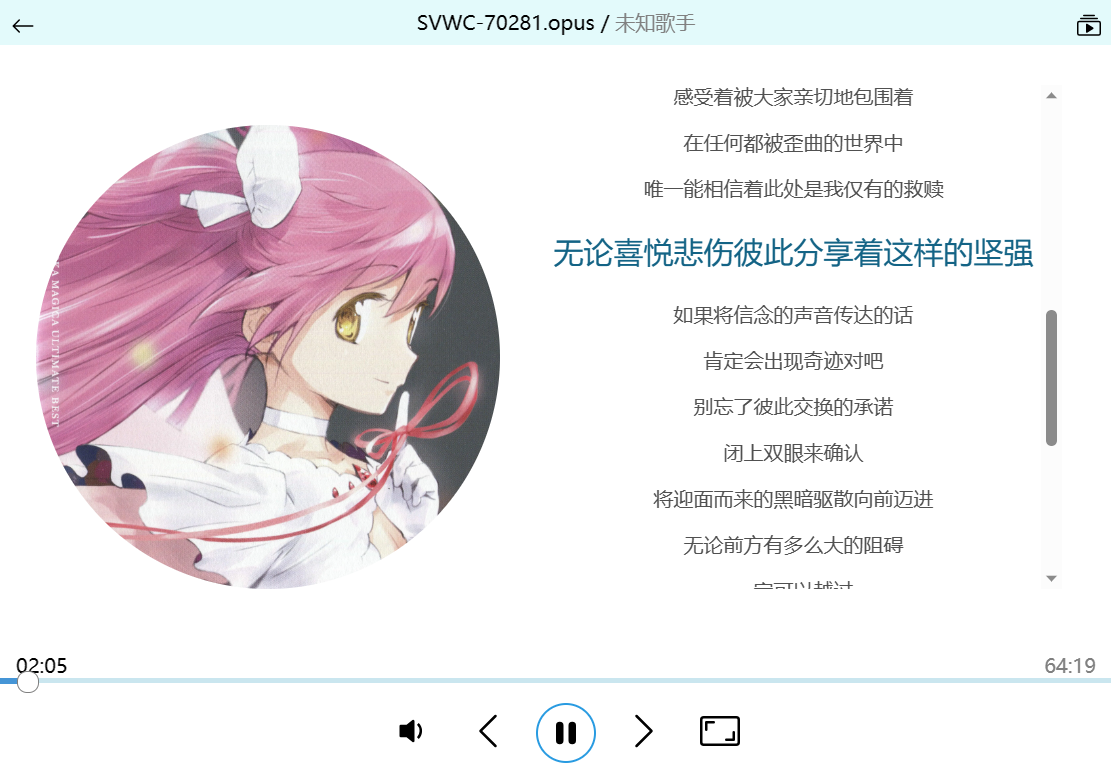 SVWC-70281.opus / 未知歌手
感受着被大家亲切地包围着
在任何都被歪曲的世界中
唯一能相信着此处是我仅有的救赎
无论喜悦悲伤彼此分享着这样的坚强
如果将信念的声音传达的话
肯定会出现奇迹对吧
别忘了彼此交换的承诺
闭上双眼来确认
将迎面而来的黑暗驱散向前迈进
无论前方有多么大的阻碍
定可以越过
MAGICA ULTIMATE BEST
02:05
64:19